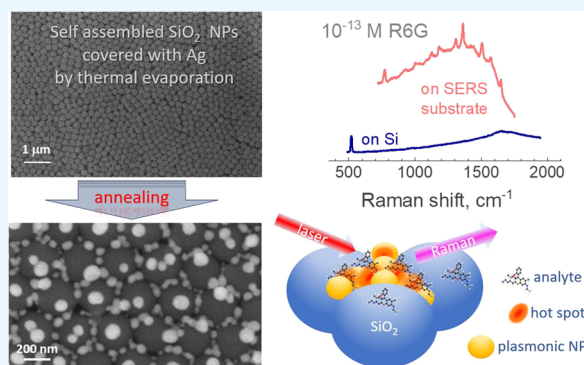 Self assembled SiO₂ NPs
covered with Ag
by thermal evaporation
1 µm
annealing
200 nm
10⁻¹³ M R6G
on SERS
substrate
on Si
500 1000 1500 2000
Raman shift, cm⁻¹
laser
Raman
SiO₂
analyte
hot spot
plasmonic NP